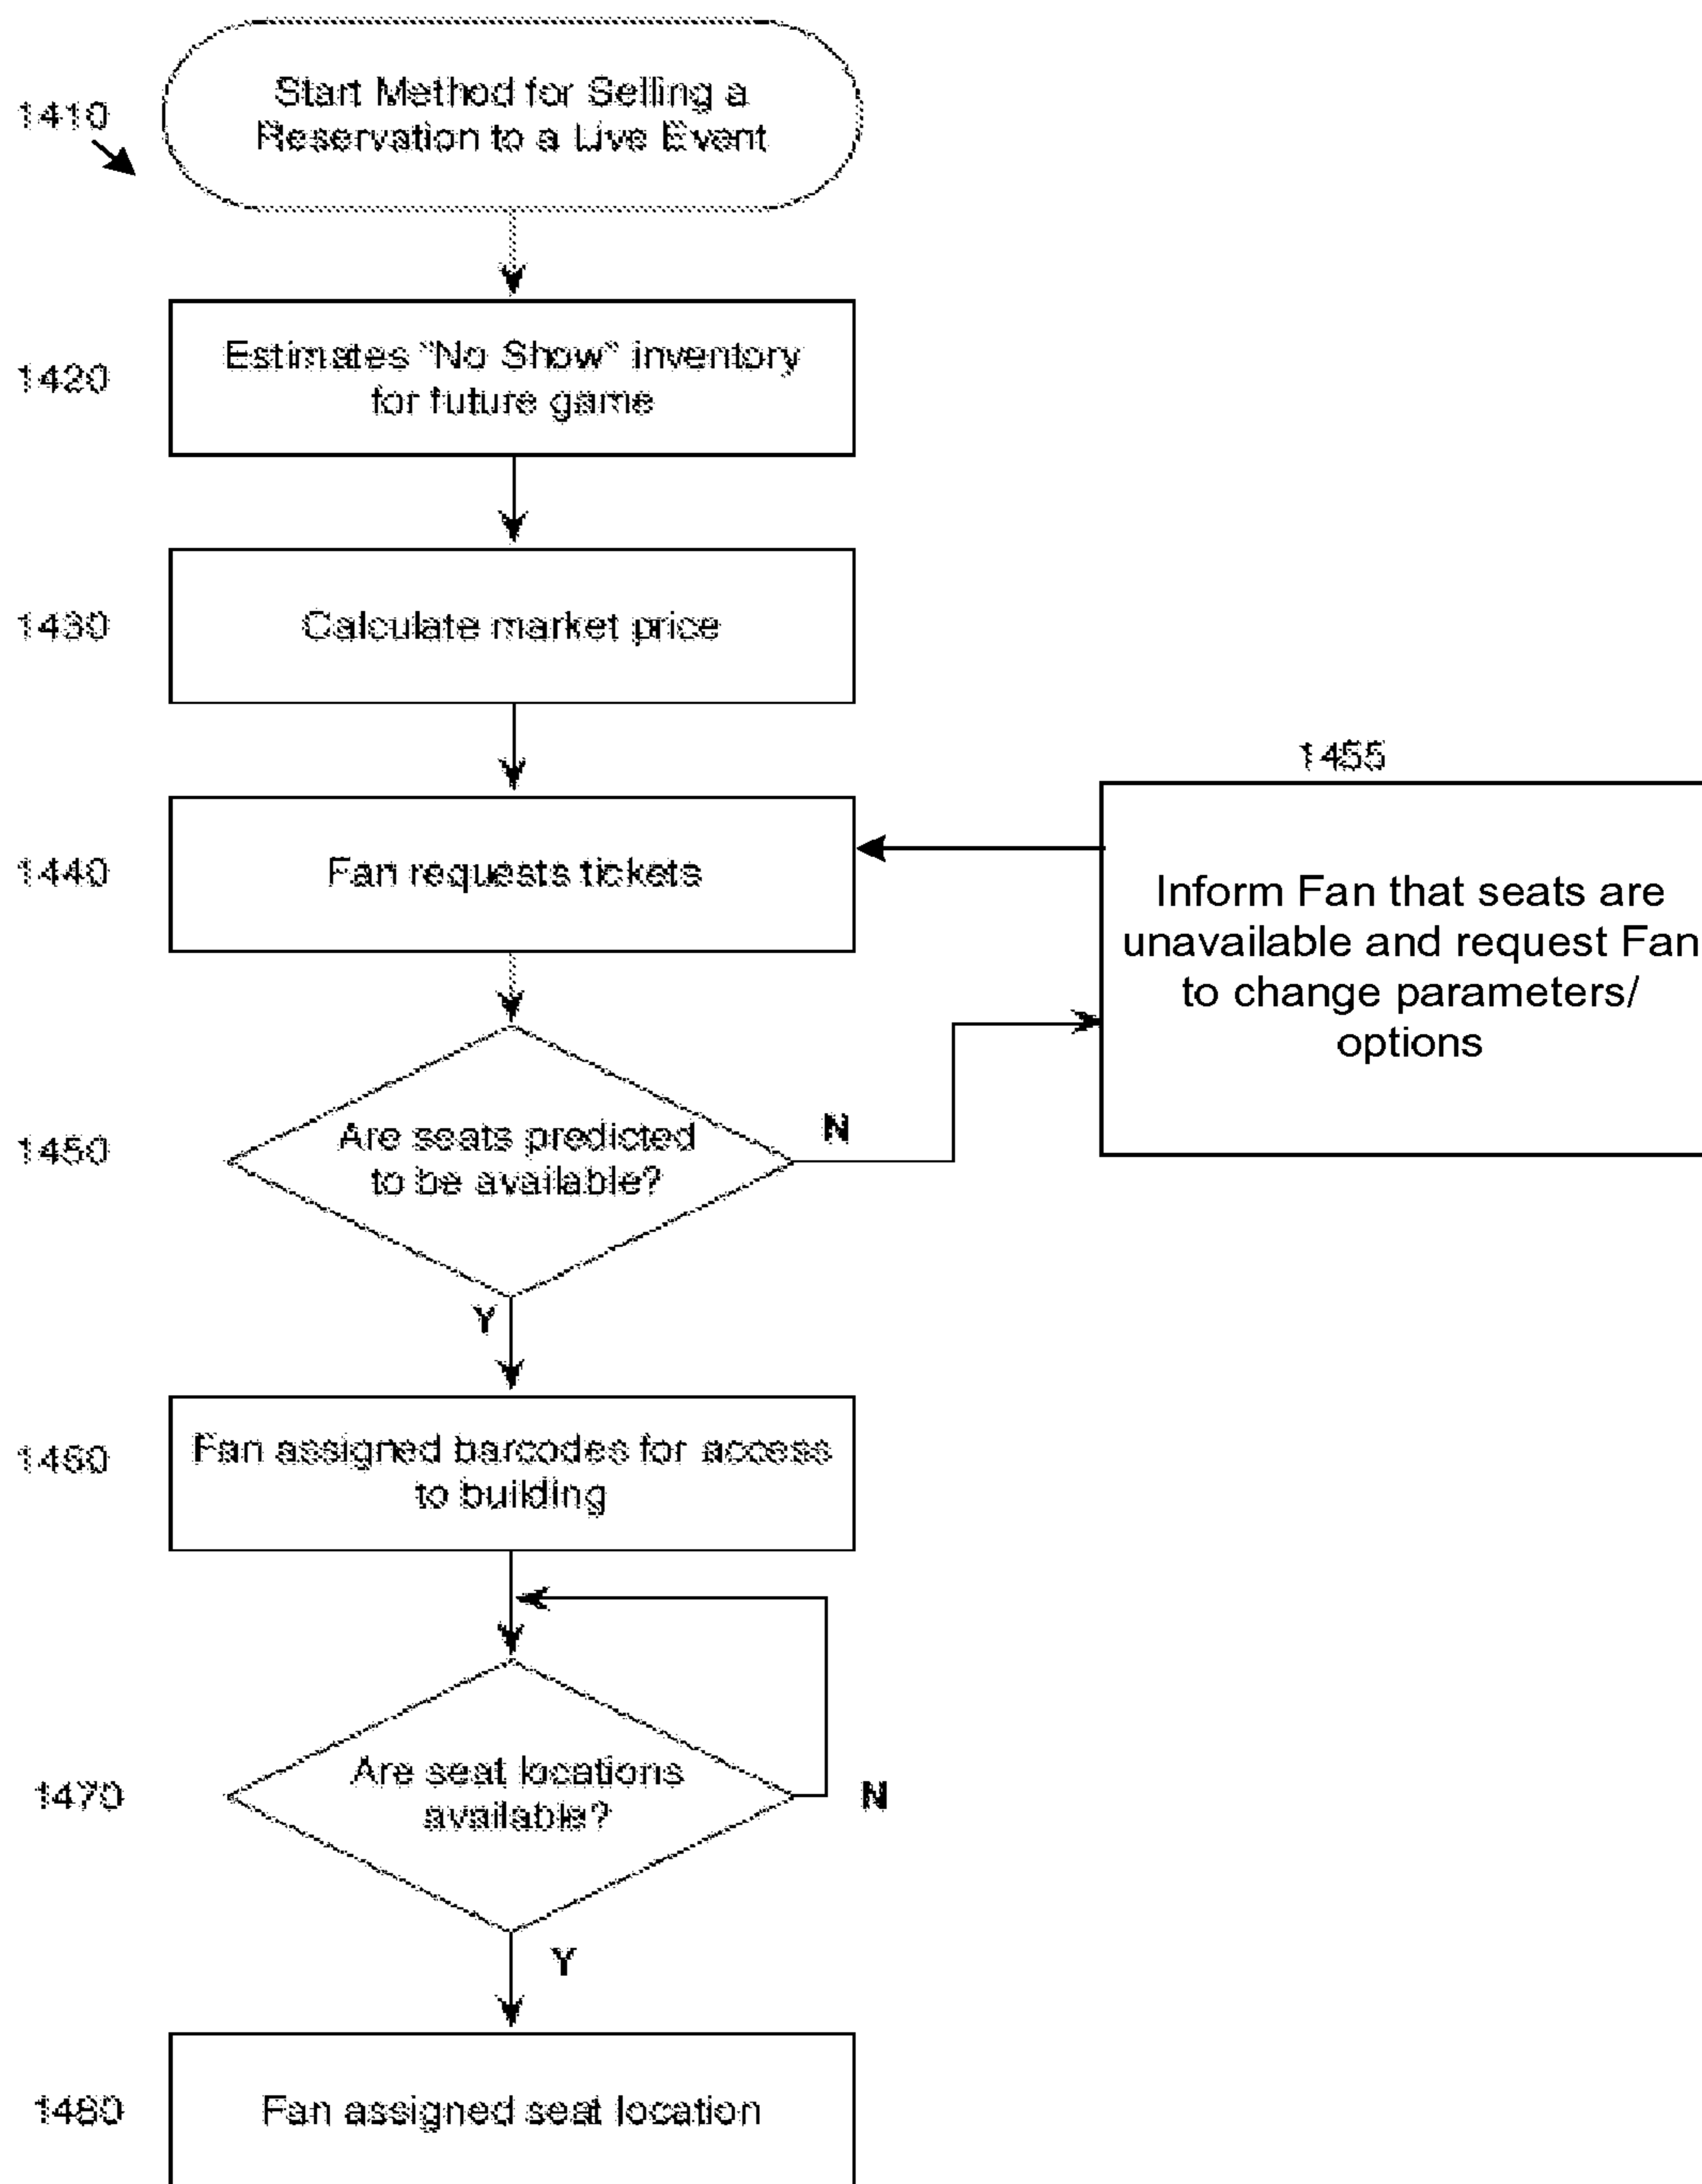 1410
Start Method for Selling a
Reservation to a Live Event
1420
Estimates "No Show" inventory
for future game
1430
Calculate market price
1440
Fan requests tickets
1455
Inform Fan that seats are
unavailable and request Fan
to change parameters/
options
1450
Are seats predicted
to be available?
N
Y
1460
Fan assigned barcodes for access
to building
1470
Are seat locations
available?
N
Y
1480
Fan assigned seat location